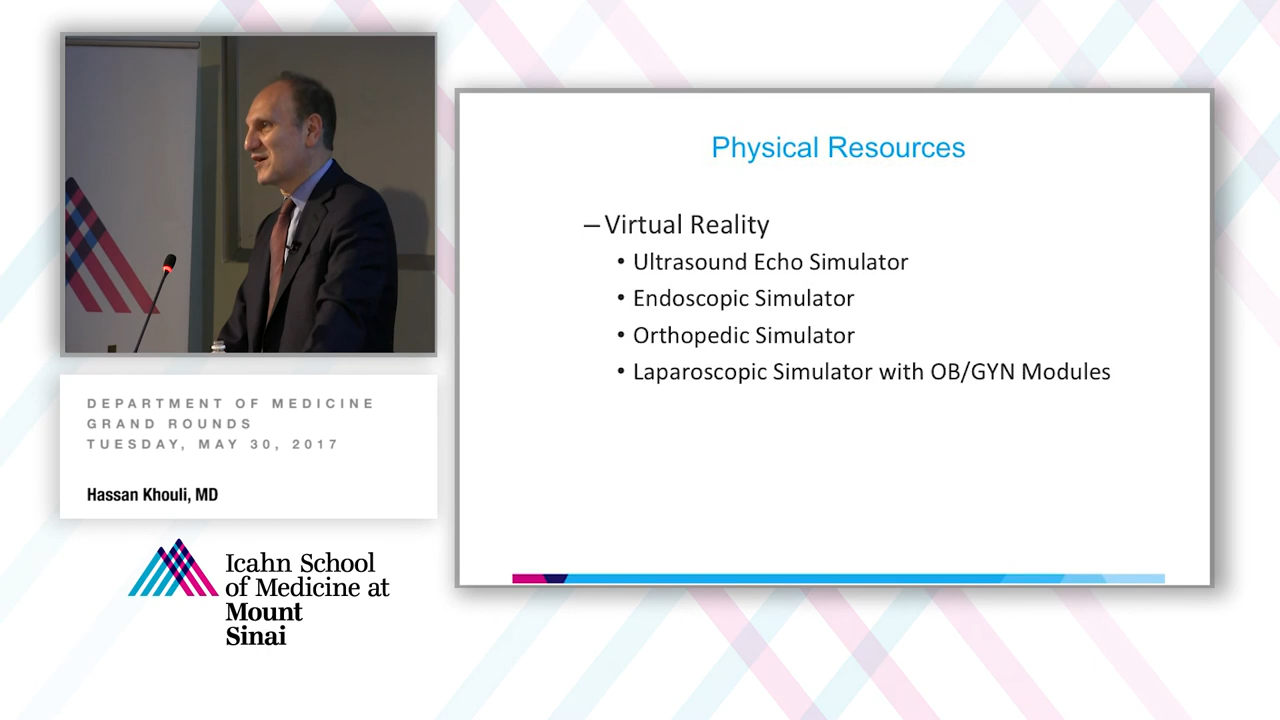 DEPARTMENT OF MEDICINE
GRAND ROUNDS
TUESDAY, MAY 30, 2017
Hassan Khouli, MD
Icahn School
of Medicine at
Mount
Sinai
Physical Resources
– Virtual Reality
• Ultrasound Echo Simulator
• Endoscopic Simulator
• Orthopedic Simulator
• Laparoscopic Simulator with OB/GYN Modules